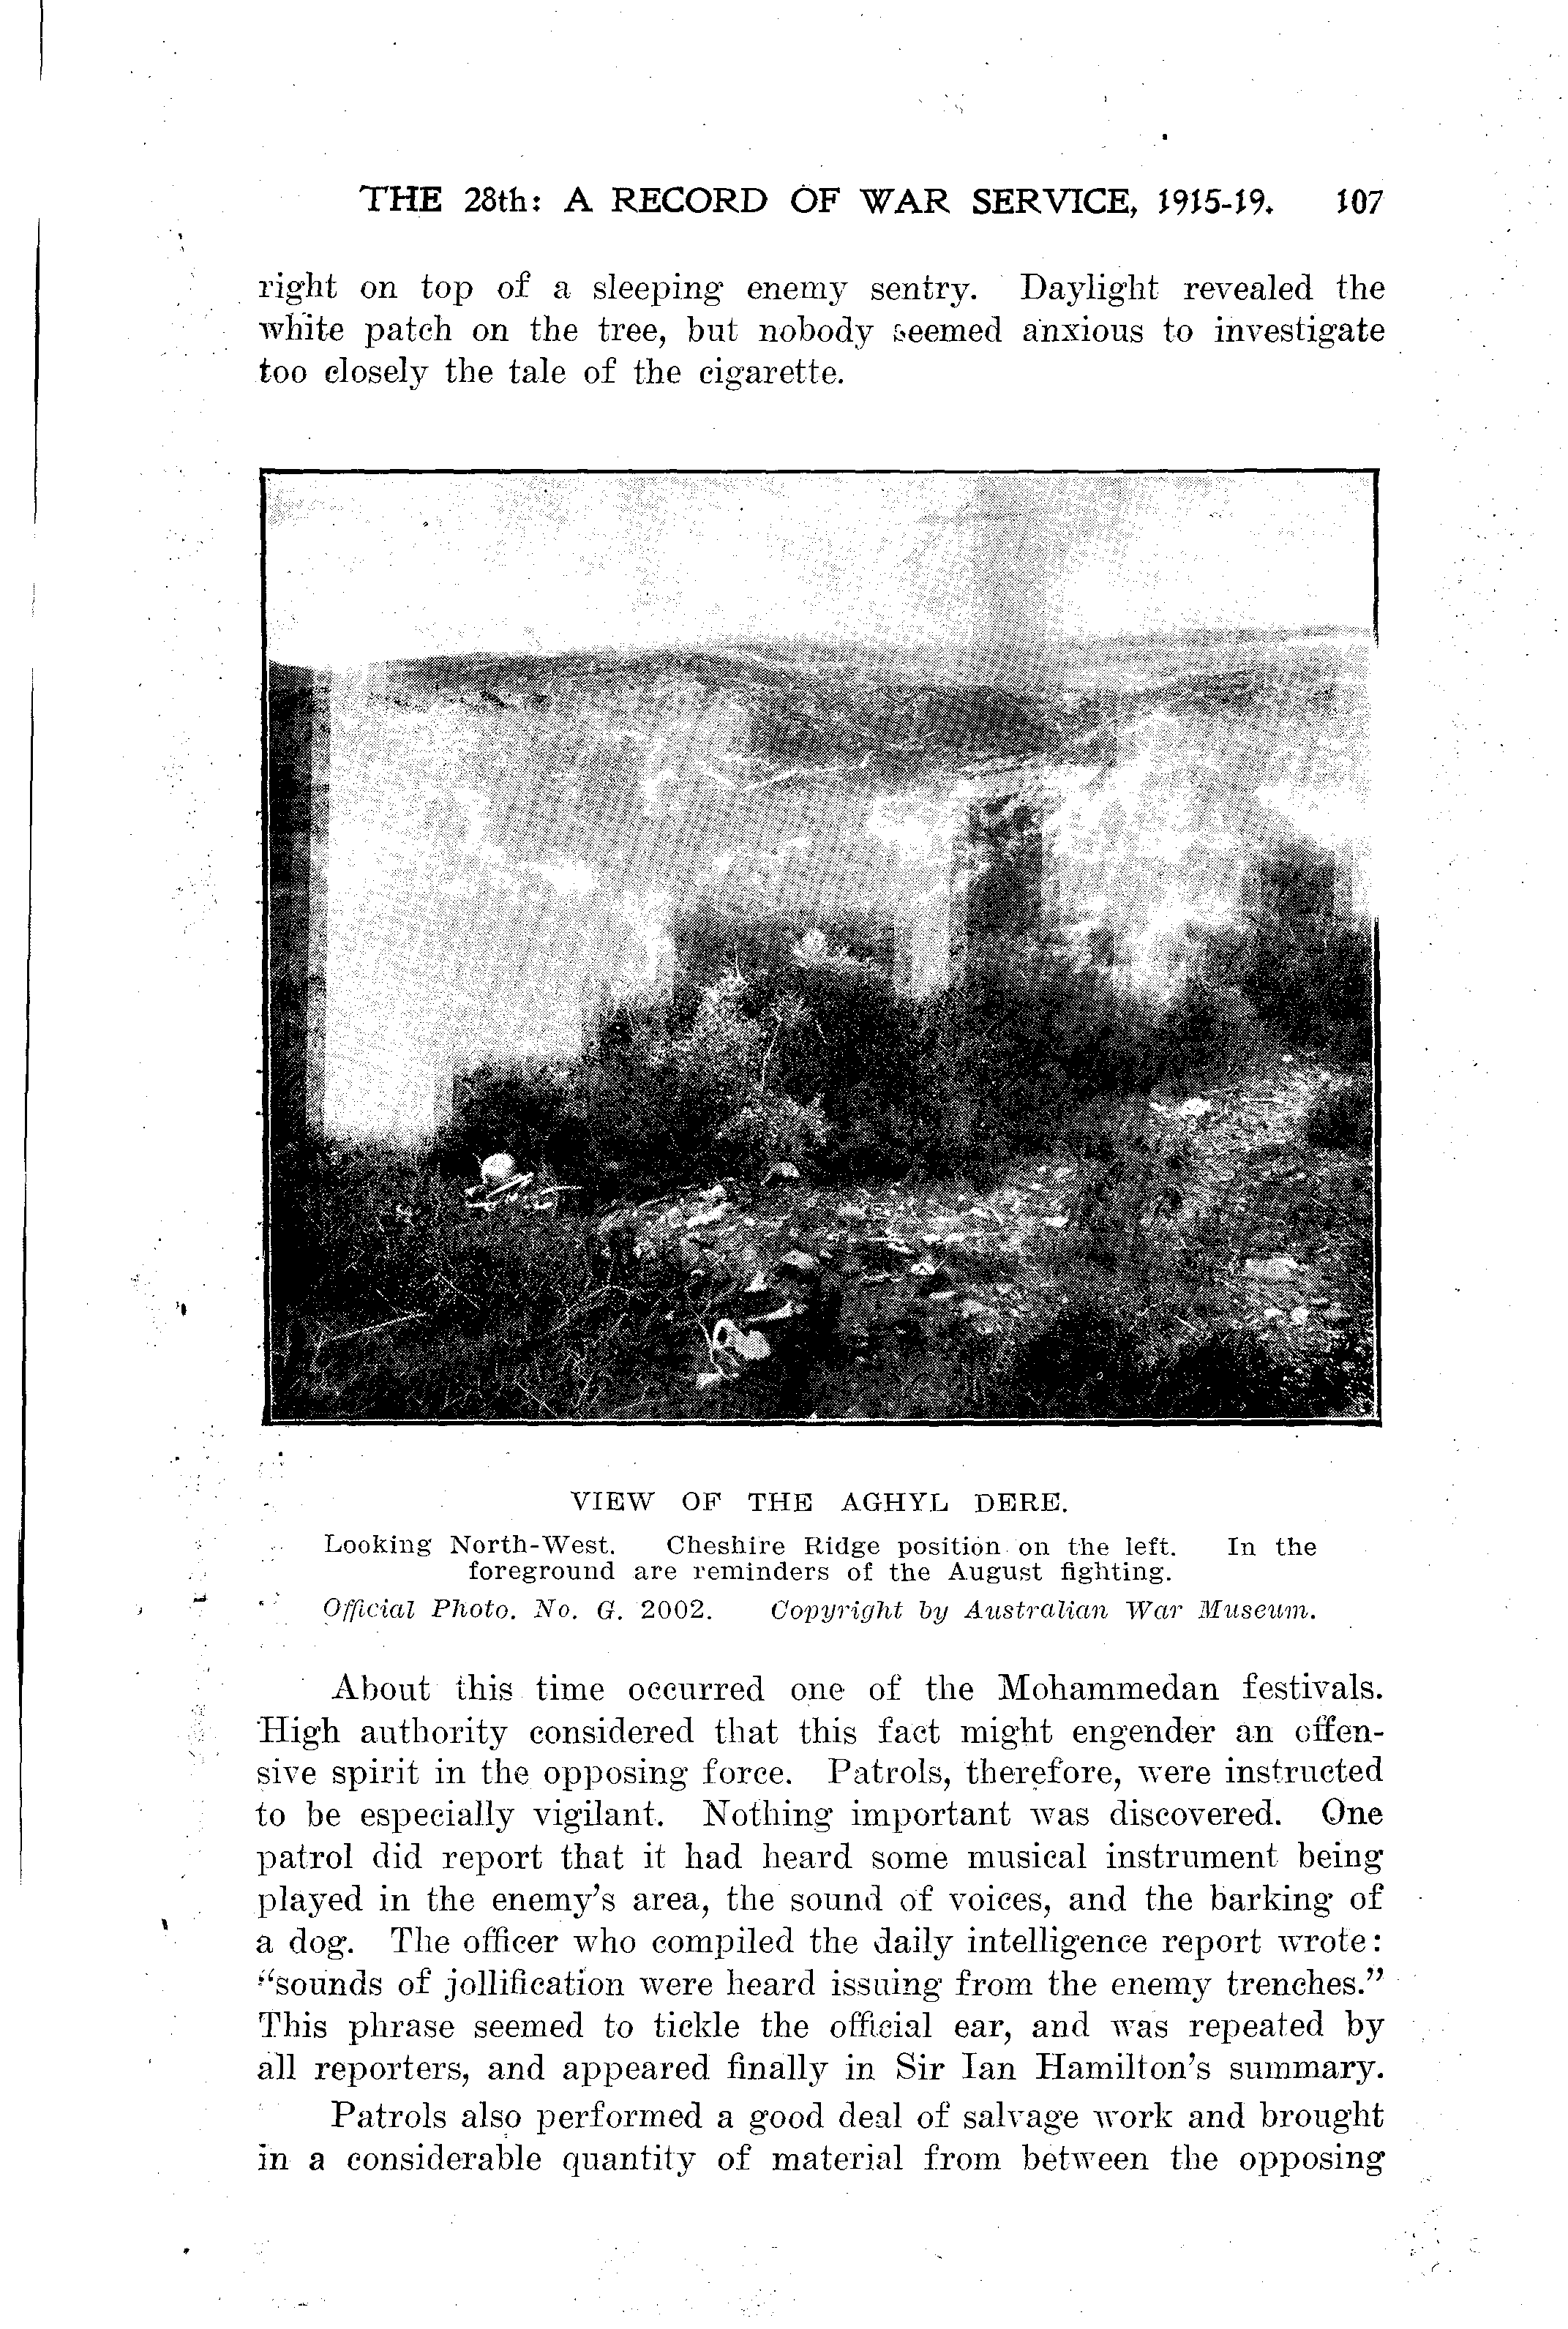 THE 28th: A RECORD OF WAR SERVICE, 1915-19. 107
right on top of a sleeping enemy sentry. Daylight revealed the
white patch on the tree, but nobody seemed anxious to investigate
too closely the tale of the cigarette.
VIEW OF THE AGHYL DERE.
Looking North-West. Cheshire Ridge position on the left. In the
foreground are reminders of the August fighting.
Official Photo. No. G. 2002. Copyright by Australian War Museum.
About this time occurred one of the Mohammedan festivals.
High authority considered that this fact might engender an offen-
sive spirit in the opposing force. Patrols, therefore, were instructed
to be especially vigilant. Nothing important was discovered. One
patrol did report that it had heard some musical instrument being
played in the enemy's area, the sound of voices, and the barking of
a dog. The officer who compiled the daily intelligence report wrote:
"sounds of jollification were heard issuing from the enemy trenches."
This phrase seemed to tickle the official ear, and was repeated by
all reporters, and appeared finally in Sir Ian Hamilton's summary.
Patrols also performed a good deal of salvage work and brought
in a considerable quantity of material from between the opposing